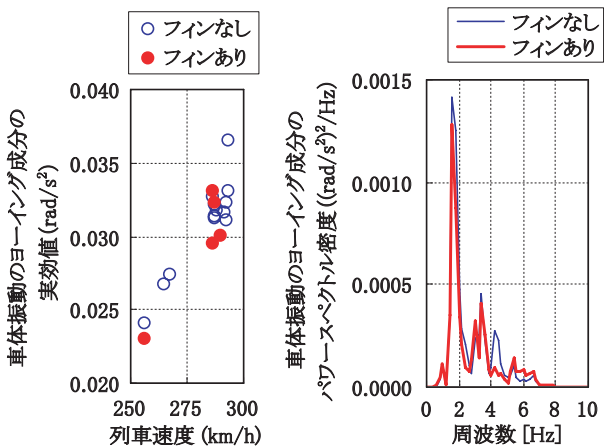 フィンなし
フィンあり
車体振動のヨーイング成分の
実効値(rad/s²)
0.040
0.035
0.030
0.025
0.020
250
275
300
列車速度 (km/h)
フィンなし
フィンあり
車体振動のヨーイング成分の
パワースペクトル密度((rad/s²)²/Hz)
0.0015
0.0010
0.0005
0.0000
0
2
4
6
8
10
周波数 [Hz]